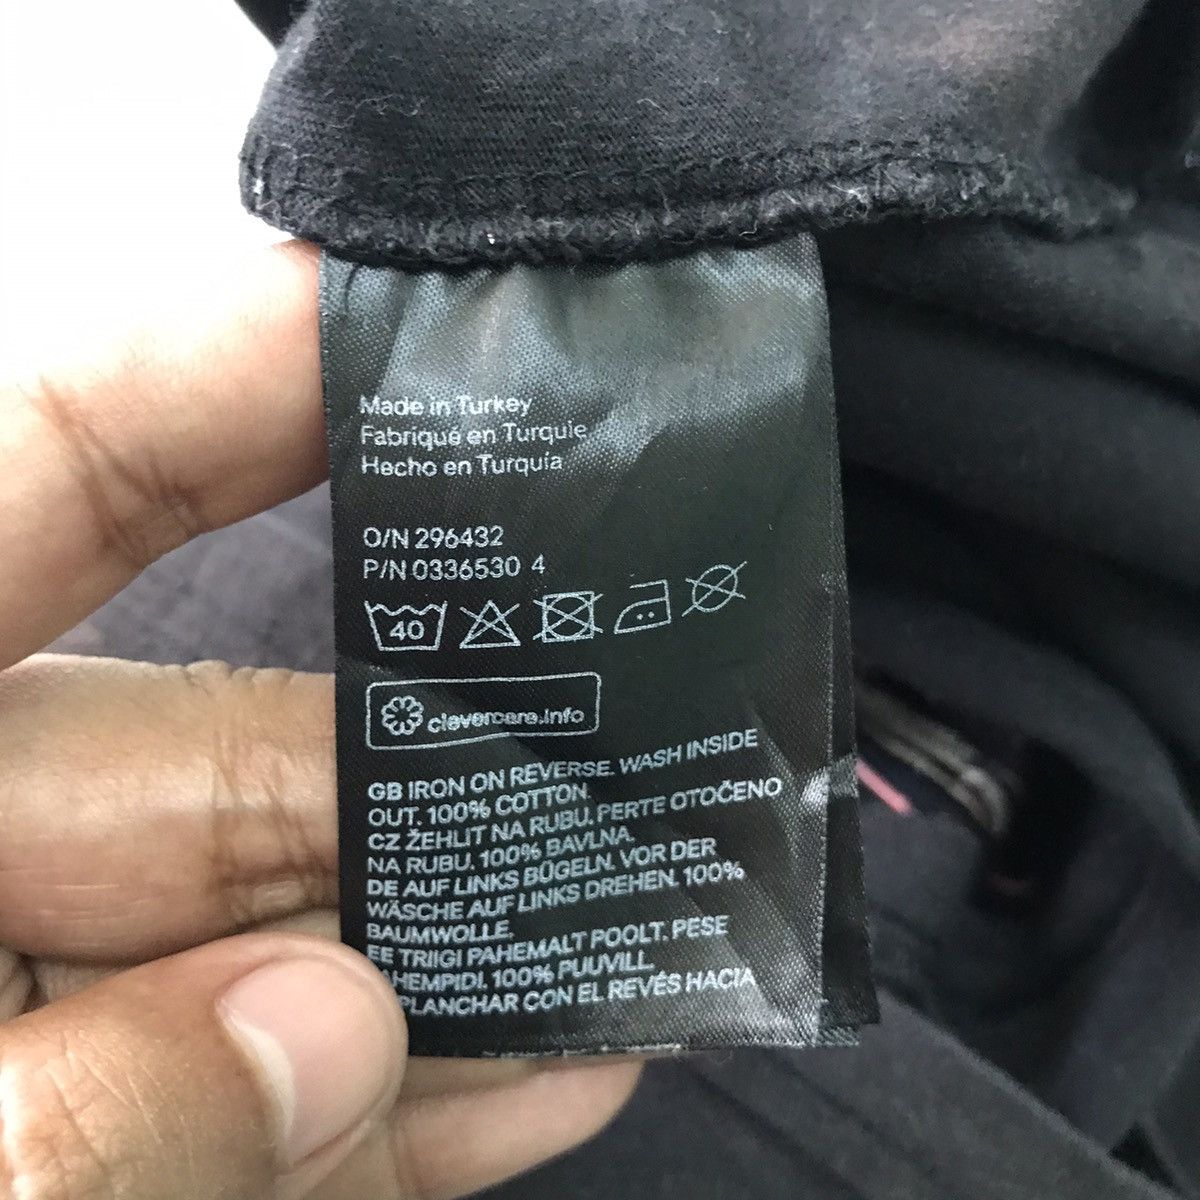 Made in Turkey
Fabriqué en Turquie
Hecho en Turquía
O/N 296432
P/N 0336530 4
40
clevercare.info
GB IRON ON REVERSE. WASH INSIDE
OUT. 100% COTTON.
CZ ŽEHLIT NA RUBU. PERTE OTOČENO
NA RUBU. 100% BAVLNA.
DE AUF LINKS BÜGELN. VOR DER
WÄSCHE AUF LINKS DREHEN. 100%
BAUMWOLLE.
EE TRIIGI PAHEMALT POOLT. PESE
AHEMPIDI. 100% PUUVILL.
PLANCHAR CON EL REVÉS HACIA